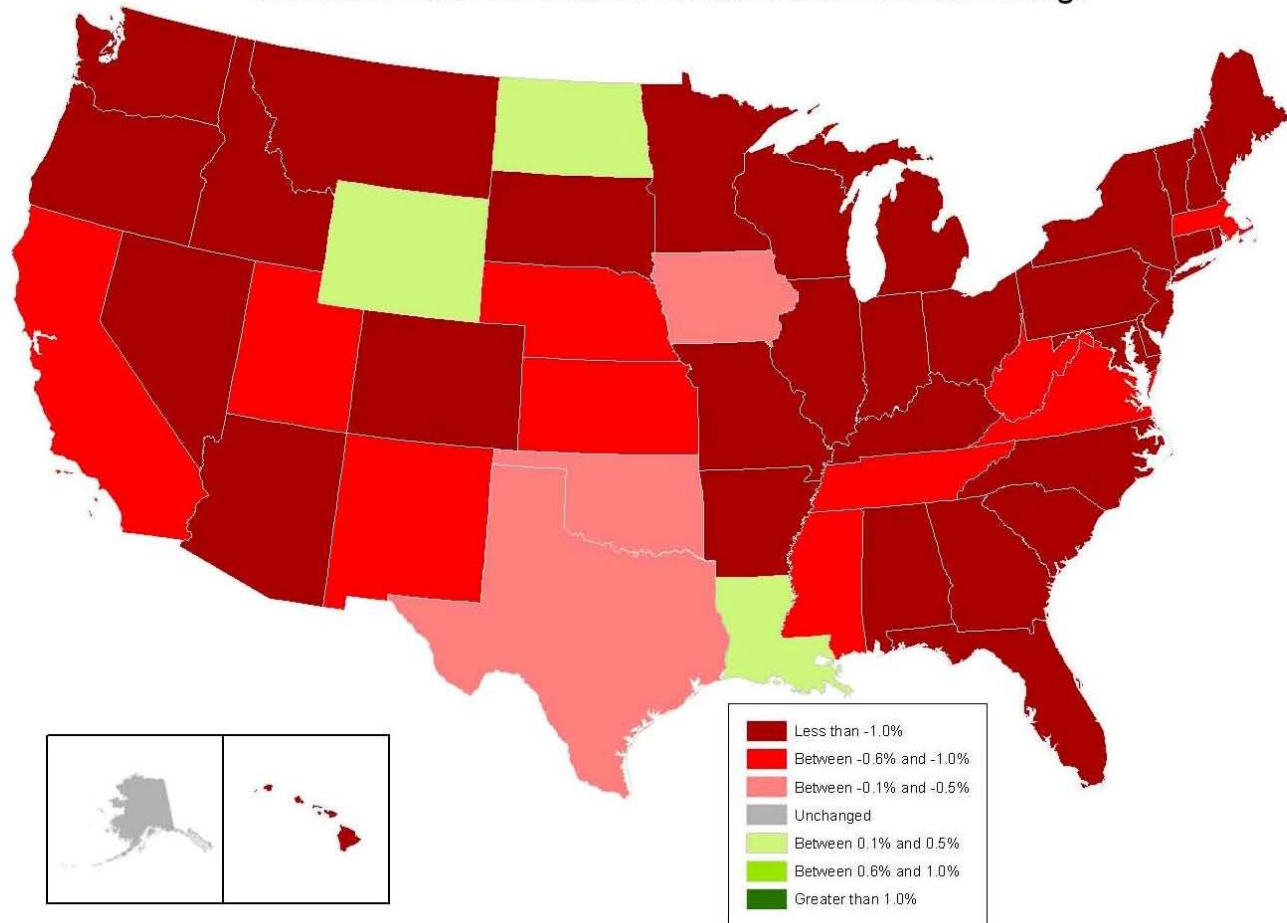 Less than -1.0%
Between -0.6% and -1.0%
Between -0.1% and -0.5%
Unchanged
Between 0.1% and 0.5%
Between 0.6% and 1.0%
Greater than 1.0%